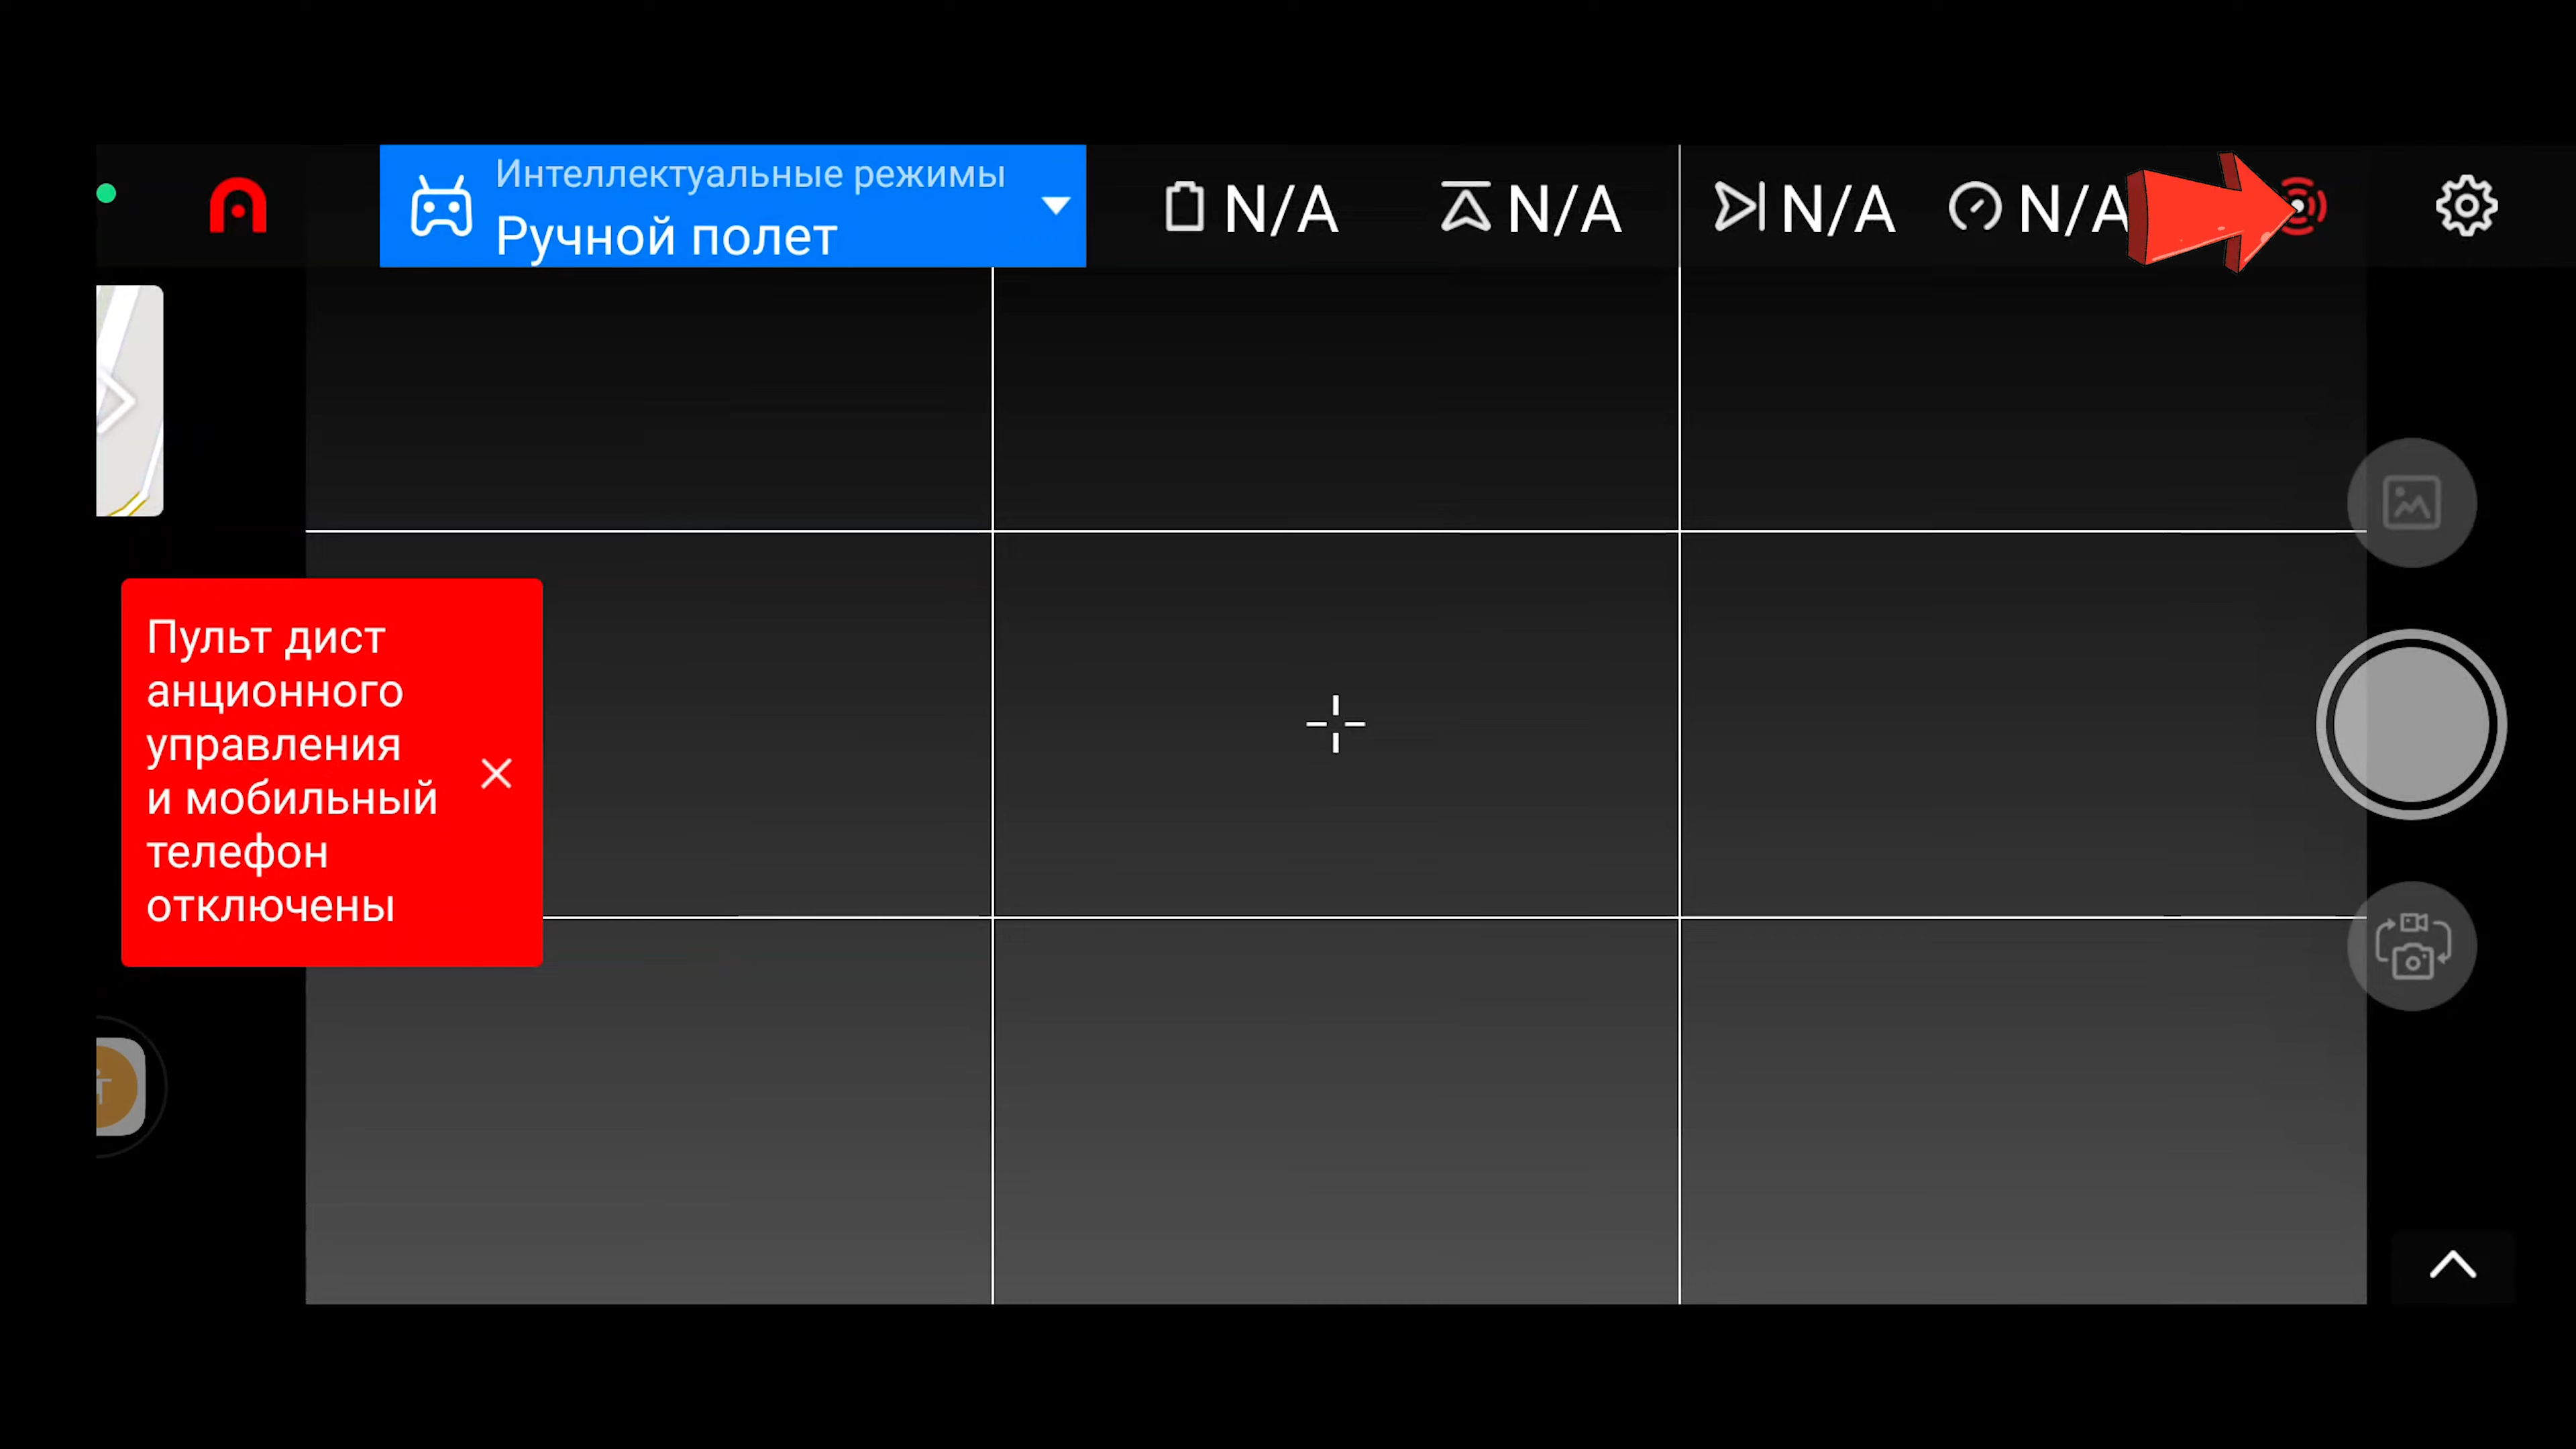 Интеллектуальные режимы
Ручной полет
N/A
N/A
N/A
N/A
Пульт дист
анционного
управления
и мобильный
телефон
отключены